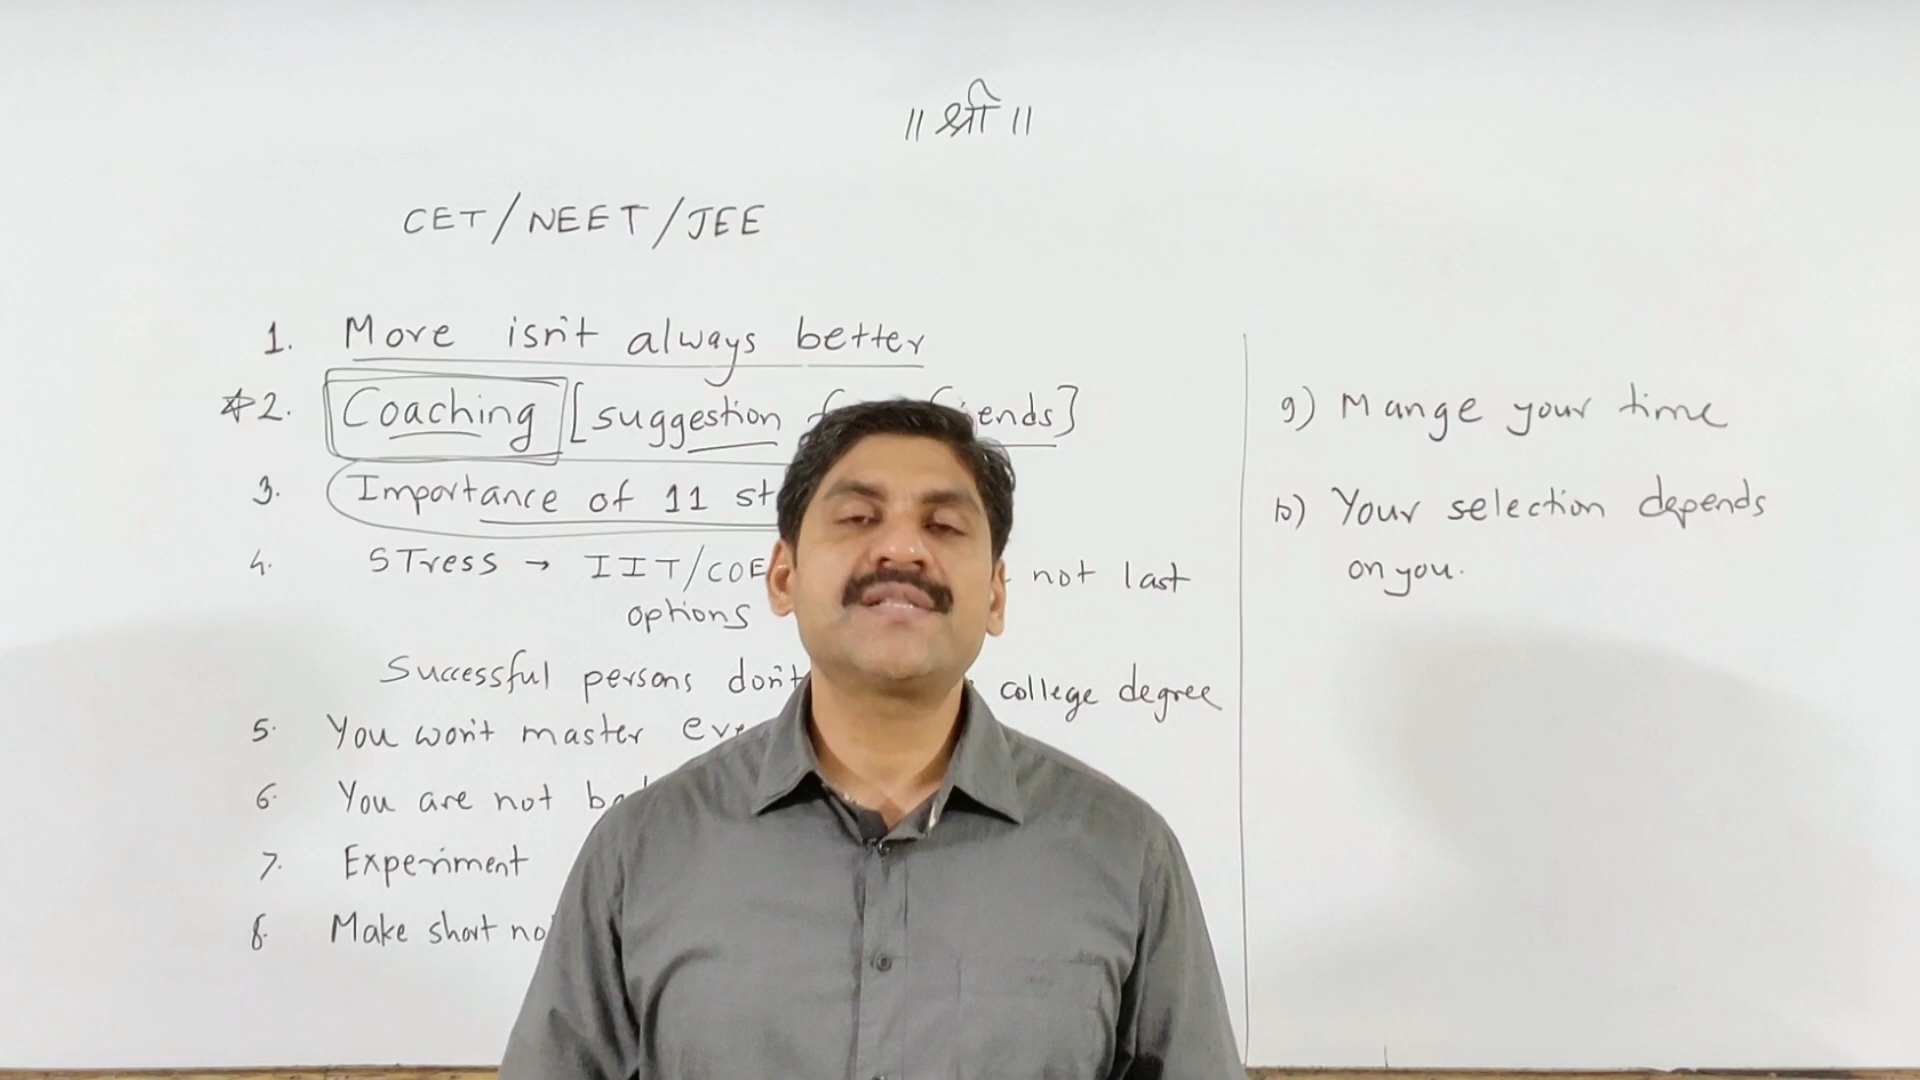 ॥ श्री ॥
CET/NEET/JEE
1. More isn't always better
☆2. Coaching [suggestion
3. Importance of 11 st
4. STress → IIT/COE not last
options
Successful persons don't college degree
5. You won't master
6. You are not
7. Experiment
8. Make short
9) Mange your time
10) Your selection depends
on you.